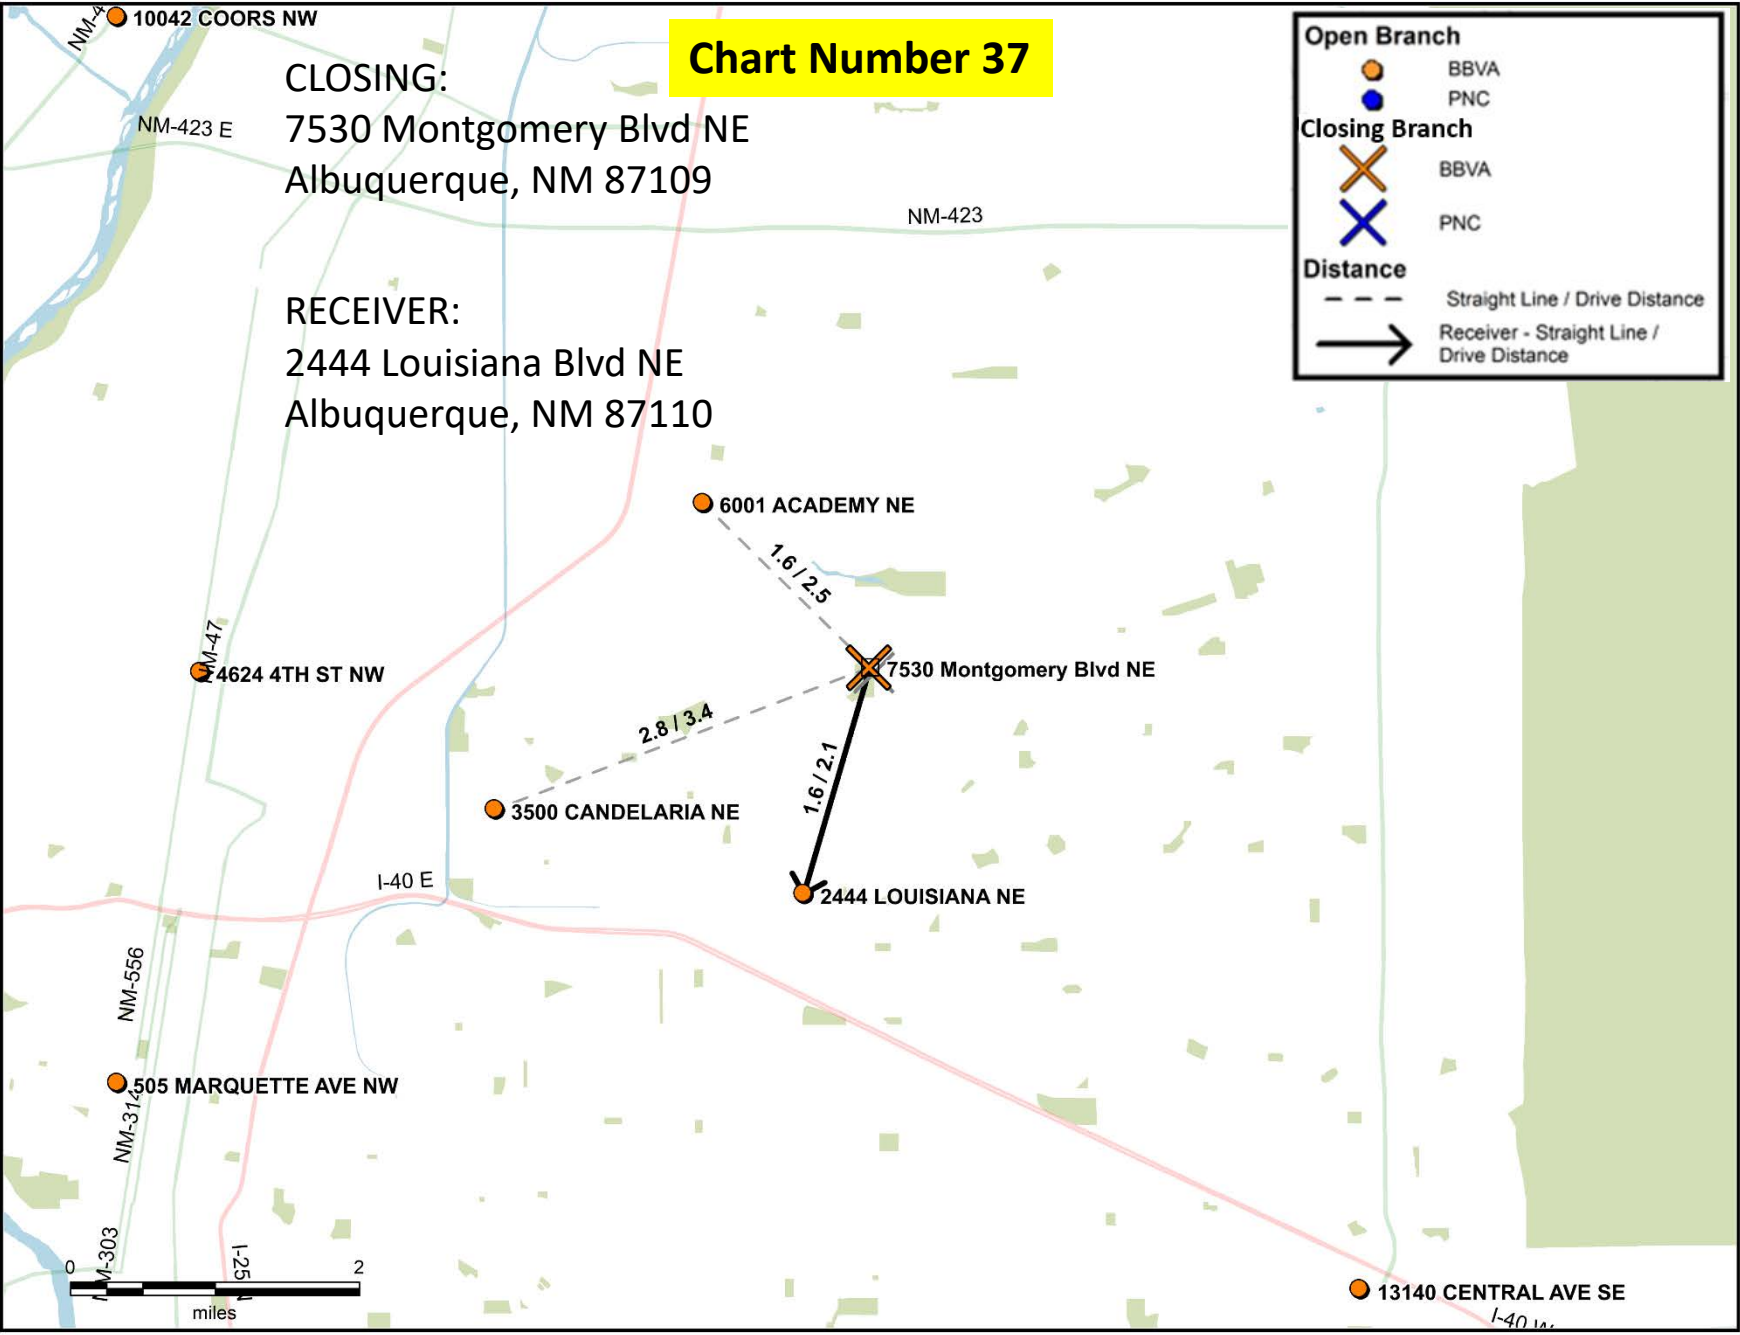 10042 COORS NW
NM-4
Chart Number 37
CLOSING:
7530 Montgomery Blvd NE
Albuquerque, NM 87109
NM-423 E
NM-423
RECEIVER:
2444 Louisiana Blvd NE
Albuquerque, NM 87110
Open Branch
BBVA
PNC
Closing Branch
BBVA
PNC
Distance
Straight Line / Drive Distance
Receiver - Straight Line /
Drive Distance
6001 ACADEMY NE
1.6 / 2.5
NM-47
4624 4TH ST NW
7530 Montgomery Blvd NE
2.8 / 3.4
1.6 / 2.1
3500 CANDELARIA NE
I-40 E
2444 LOUISIANA NE
NM-556
505 MARQUETTE AVE NW
NM-314
NM-303
I-25 N
0 2
miles
13140 CENTRAL AVE SE
I-40 W